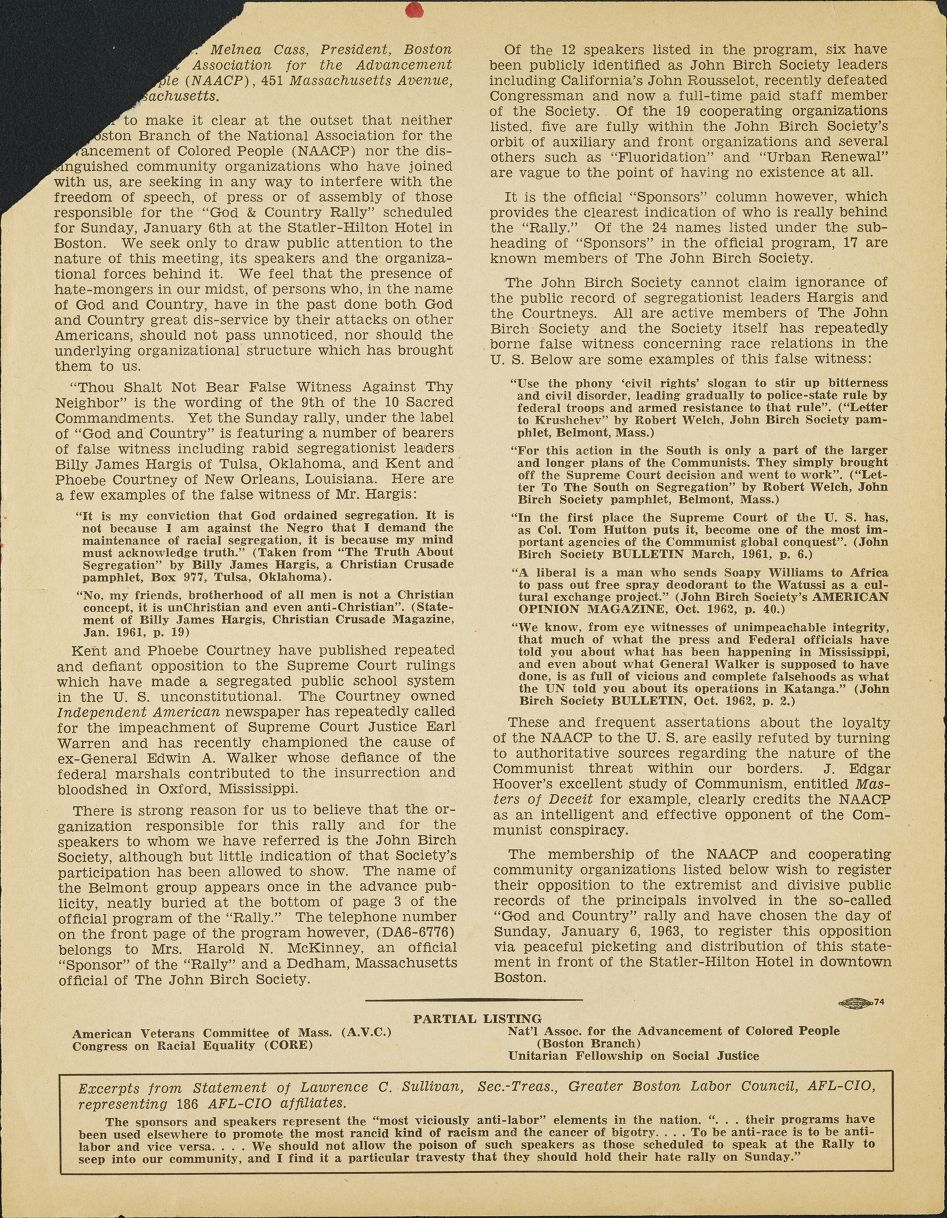 Melnea Cass, President, Boston
Association for the Advancement
(NAACP), 451 Massachusetts Avenue,
to make it clear at the outset that neither
Branch of the National Association for the
of Colored People (NAACP) nor the dis-
community organizations who have joined
with us, are seeking in any way to interfere with the
freedom of speech, of press or of assembly of those
responsible for the “God & Country Rally” scheduled
for Sunday, January 6th at the Statler-Hilton Hotel in
Boston. We seek only to draw public attention to the
nature of this meeting, its speakers and the organiza-
tional forces behind it. We feel that the presence of
hate-mongers in our midst, of persons who, in the name
of God and Country, have in the past done both God
and Country great dis-service by their attacks on other
Americans, should not pass unnoticed, nor should the
underlying organizational structure which has brought
them to us.
“Thou Shalt Not Bear False Witness Against Thy
Neighbor” is the wording of the 9th of the 10 Sacred
Commandments. Yet the Sunday rally, under the label
of “God and Country” is featuring a number of bearers
of false witness including rabid segregationist leaders
Billy James Hargis of Tulsa, Oklahoma, and Kent and
Phoebe Courtney of New Orleans, Louisiana. Here are
a few examples of the false witness of Mr. Hargis:
“It is my conviction that God ordained segregation. It is
not because I am against the Negro that I demand the
maintenance of racial segregation, it is because my mind
must acknowledge truth.” (Taken from “The Truth About
Segregation” by Billy James Hargis, a Christian Crusade
pamphlet, Box 977, Tulsa, Oklahoma).
“No, my friends, brotherhood of all men is not a Christian
concept, it is unChristian and even anti-Christian”. (State-
ment of Billy James Hargis, Christian Crusade Magazine,
Jan. 1961, p. 19)
Kent and Phoebe Courtney have published repeated
and defiant opposition to the Supreme Court rulings
which have made a segregated public school system
in the U. S. unconstitutional. The Courtney owned
Independent American newspaper has repeatedly called
for the impeachment of Supreme Court Justice Earl
Warren and has recently championed the cause of
ex-General Edwin A. Walker whose defiance of the
federal marshals contributed to the insurrection and
bloodshed in Oxford, Mississippi.
There is strong reason for us to believe that the or-
ganization responsible for this rally and for the
speakers to whom we have referred is the John Birch
Society, although but little indication of that Society’s
participation has been allowed to show. The name of
the Belmont group appears once in the advance pub-
licity, neatly buried at the bottom of page 3 of the
official program of the “Rally.” The telephone number
on the front page of the program however, (DA6-6776)
belongs to Mrs. Harold N. McKinney, an official
“Sponsor” of the “Rally” and a Dedham, Massachusetts
official of The John Birch Society.
Of the 12 speakers listed in the program, six have
been publicly identified as John Birch Society leaders
including California’s John Rousselot, recently defeated
Congressman and now a full-time paid staff member
of the Society. Of the 19 cooperating organizations
listed, five are fully within the John Birch Society’s
orbit of auxiliary and front organizations and several
others such as “Fluoridation” and “Urban Renewal”
are vague to the point of having no existence at all.
It is the official “Sponsors” column however, which
provides the clearest indication of who is really behind
the “Rally.” Of the 24 names listed under the sub-
heading of “Sponsors” in the official program, 17 are
known members of The John Birch Society.
The John Birch Society cannot claim ignorance of
the public record of segregationist leaders Hargis and
the Courtneys. All are active members of The John
Birch Society and the Society itself has repeatedly
borne false witness concerning race relations in the
U. S. Below are some examples of this false witness:
“Use the phony ‘civil rights’ slogan to stir up bitterness
and civil disorder, leading gradually to police-state rule by
federal troops and armed resistance to that rule”. (“Letter
to Krushchev” by Robert Welch, John Birch Society pam-
phlet, Belmont, Mass.)
“For this action in the South is only a part of the larger
and longer plans of the Communists. They simply brought
off the Supreme Court decision and went to work”. (“Let-
ter To The South on Segregation” by Robert Welch, John
Birch Society pamphlet, Belmont, Mass.)
“In the first place the Supreme Court of the U. S. has,
as Col. Tom Hutton puts it, become one of the most im-
portant agencies of the Communist global conquest”. (John
Birch Society BULLETIN March, 1961, p. 6.)
“A liberal is a man who sends Soapy Williams to Africa
to pass out free spray deodorant to the Watussi as a cul-
tural exchange project.” (John Birch Society’s AMERICAN
OPINION MAGAZINE, Oct. 1962, p. 40.)
“We know, from eye witnesses of unimpeachable integrity,
that much of what the press and Federal officials have
told you about what has been happening in Mississippi,
and even about what General Walker is supposed to have
done, is as full of vicious and complete falsehoods as what
the UN told you about its operations in Katanga.” (John
Birch Society BULLETIN, Oct. 1962, p. 2.)
These and frequent assertations about the loyalty
of the NAACP to the U. S. are easily refuted by turning
to authoritative sources regarding the nature of the
Communist threat within our borders. J. Edgar
Hoover’s excellent study of Communism, entitled Mas-
ters of Deceit for example, clearly credits the NAACP
as an intelligent and effective opponent of the Com-
munist conspiracy.
The membership of the NAACP and cooperating
community organizations listed below wish to register
their opposition to the extremist and divisive public
records of the principals involved in the so-called
“God and Country” rally and have chosen the day of
Sunday, January 6, 1963, to register this opposition
via peaceful picketing and distribution of this state-
ment in front of the Statler-Hilton Hotel in downtown
Boston.
74
PARTIAL LISTING
American Veterans Committee of Mass. (A.V.C.)
Congress on Racial Equality (CORE)
Nat’l Assoc. for the Advancement of Colored People
(Boston Branch)
Unitarian Fellowship on Social Justice
Excerpts from Statement of Lawrence C. Sullivan, Sec.-Treas., Greater Boston Labor Council, AFL-CIO,
representing 186 AFL-CIO affiliates.
The sponsors and speakers represent the “most viciously anti-labor” elements in the nation. “. . . their programs have
been used elsewhere to promote the most rancid kind of racism and the cancer of bigotry. . . . To be anti-race is to be anti-
labor and vice versa. . . . We should not allow the poison of such speakers as those scheduled to speak at the Rally to
seep into our community, and I find it a particular travesty that they should hold their hate rally on Sunday.”